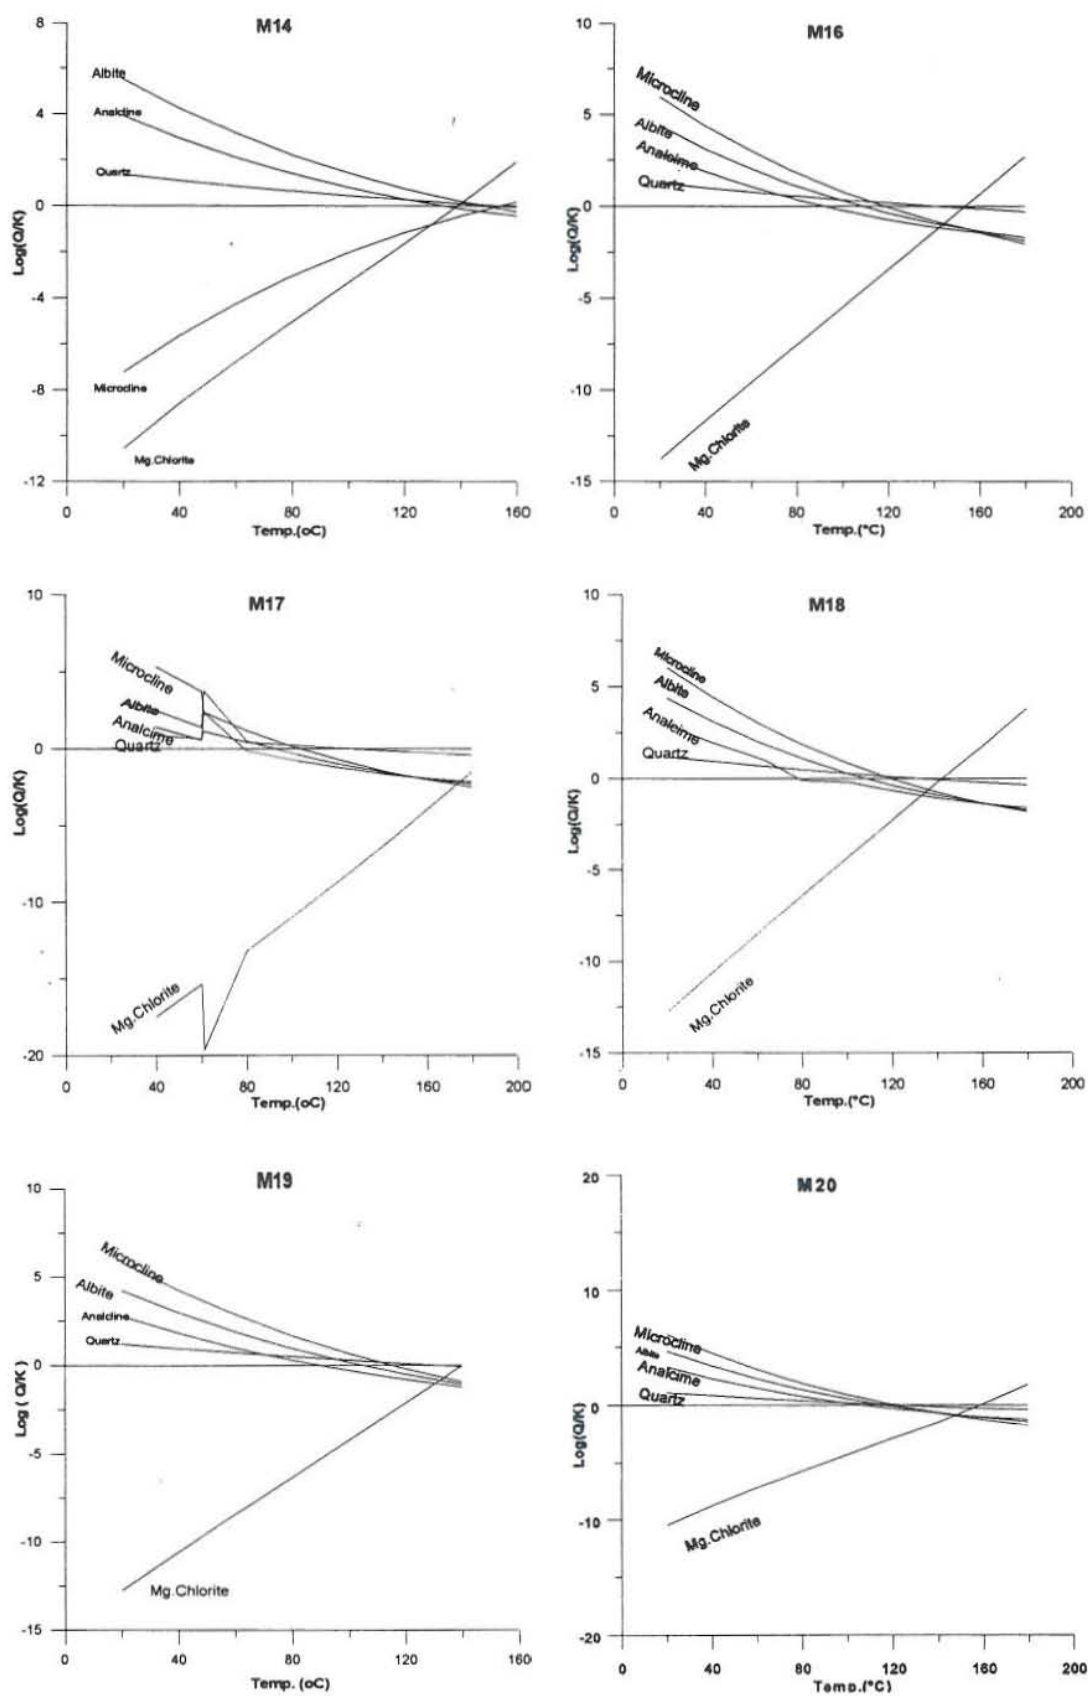 M14
8
4
0
-4
-8
-12
Log(Q/K)
Albite
Analcline
Quartz
Microcline
Mg.Chlorite
0 40 80 120 160
Temp.(oC)
M16
10
5
0
-5
-10
-15
Log(Q/K)
Microcline
Albite
Analcime
Quartz
Mg.Chlorite
0 40 80 120 160 200
Temp.(°C)
M17
10
0
-10
-20
Log(Q/K)
Microcline
Albite
Analcime
Quartz
Mg.Chlorite
0 40 80 120 160 200
Temp.(oC)
M18
10
5
0
-5
-10
-15
Log(Q/K)
Microcline
Albite
Analcime
Quartz
Mg.Chlorite
0 40 80 120 160 200
Temp.(°C)
M19
10
5
0
-5
-10
-15
Log ( Q/K )
Microcline
Albite
Analcline
Quartz
Mg.Chlorite
0 40 80 120 160
Temp. (oC)
M20
20
10
0
-10
-20
Log(Q/K)
Microcline
Albite
Analcime
Quartz
Mg.Chlorite
0 40 80 120 160 200
Temp.(°C)